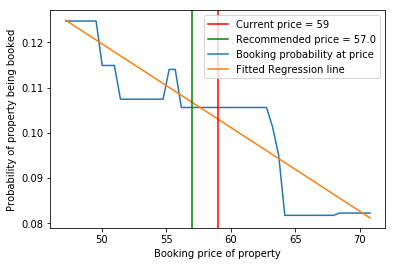 Current price = 59
Recommended price = 57.0
Booking probability at price
Fitted Regression line
Probability of property being booked
0.12
0.11
0.10
0.09
0.08
50
55
60
65
70
Booking price of property